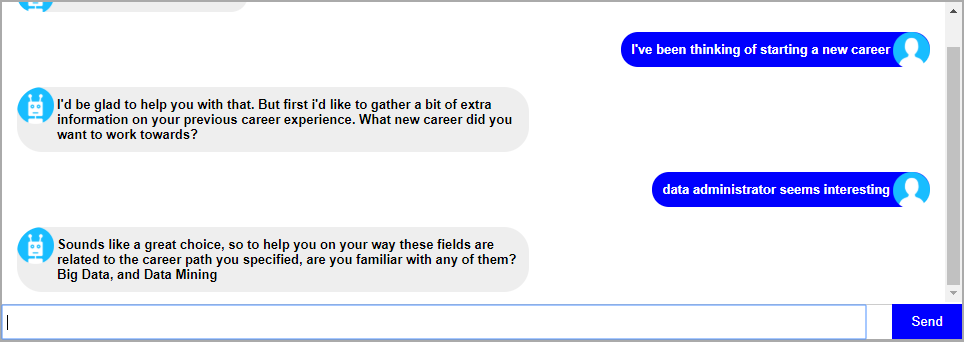 I've been thinking of starting a new career
I'd be glad to help you with that. But first i'd like to gather a bit of extra
information on your previous career experience. What new career did you
want to work towards?
data administrator seems interesting
Sounds like a great choice, so to help you on your way these fields are
related to the career path you specified, are you familiar with any of them?
Big Data, and Data Mining
Send